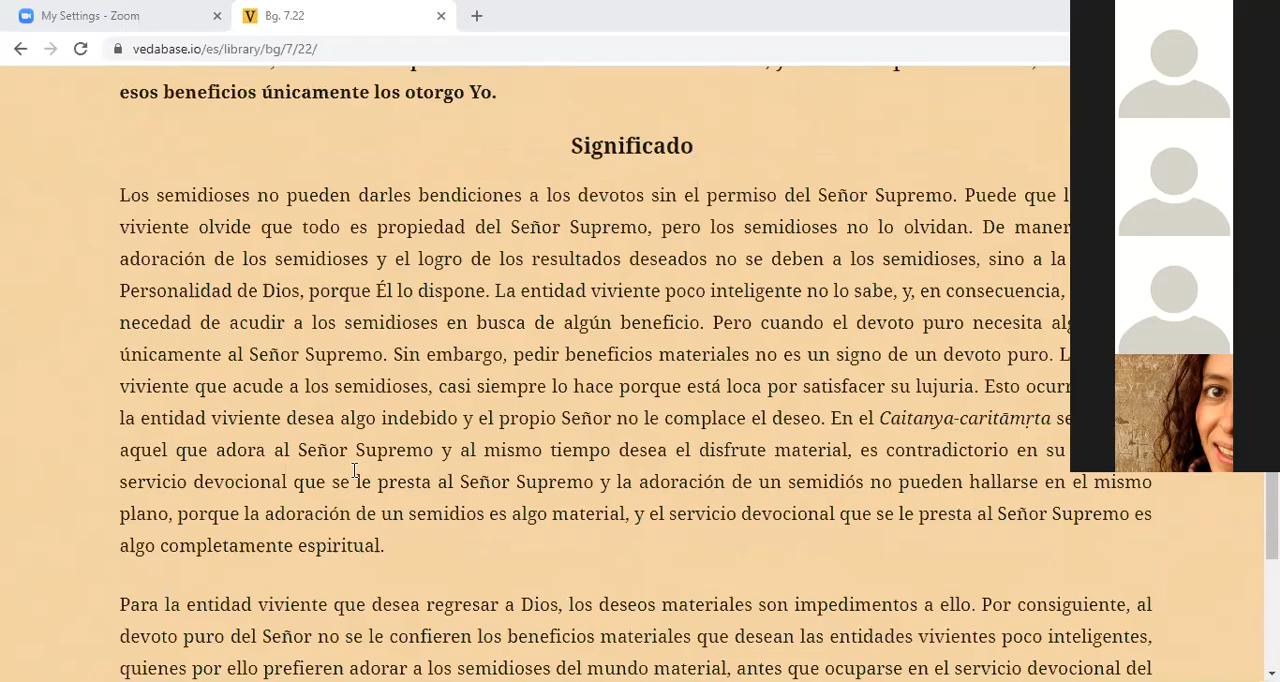 My Settings - Zoom
Bg. 7.22
vedabase.io/es/library/bg/7/22/
esos beneficios únicamente los otorgo Yo.
Significado
Los semidioses no pueden darles bendiciones a los devotos sin el permiso del Señor Supremo. Puede que
viviente olvide que todo es propiedad del Señor Supremo, pero los semidioses no lo olvidan. De
adoración de los semidioses y el logro de los resultados deseados no se deben a los semidioses, sino a la
Personalidad de Dios, porque Él lo dispone. La entidad viviente poco inteligente no lo sabe, y, en consecuencia,
necedad de acudir a los semidioses en busca de algún beneficio. Pero cuando el devoto puro necesita
únicamente al Señor Supremo. Sin embargo, pedir beneficios materiales no es un signo de un devoto puro.
viviente que acude a los semidioses, casi siempre lo hace porque está loca por satisfacer su lujuria. Esto
la entidad viviente desea algo indebido y el propio Señor no le complace el deseo. En el Caitanya-caritāmṛta
aquel que adora al Señor Supremo y al mismo tiempo desea el disfrute material, es contradictorio en su
servicio devocional que se le presta al Señor Supremo y la adoración de un semidiós no pueden hallarse en el mismo
plano, porque la adoración de un semidios es algo material, y el servicio devocional que se le presta al Señor Supremo es
algo completamente espiritual.
Para la entidad viviente que desea regresar a Dios, los deseos materiales son impedimentos a ello. Por consiguiente, al
devoto puro del Señor no se le confieren los beneficios materiales que desean las entidades vivientes poco inteligentes,
quienes por ello prefieren adorar a los semidioses del mundo material, antes que ocuparse en el servicio devocional del